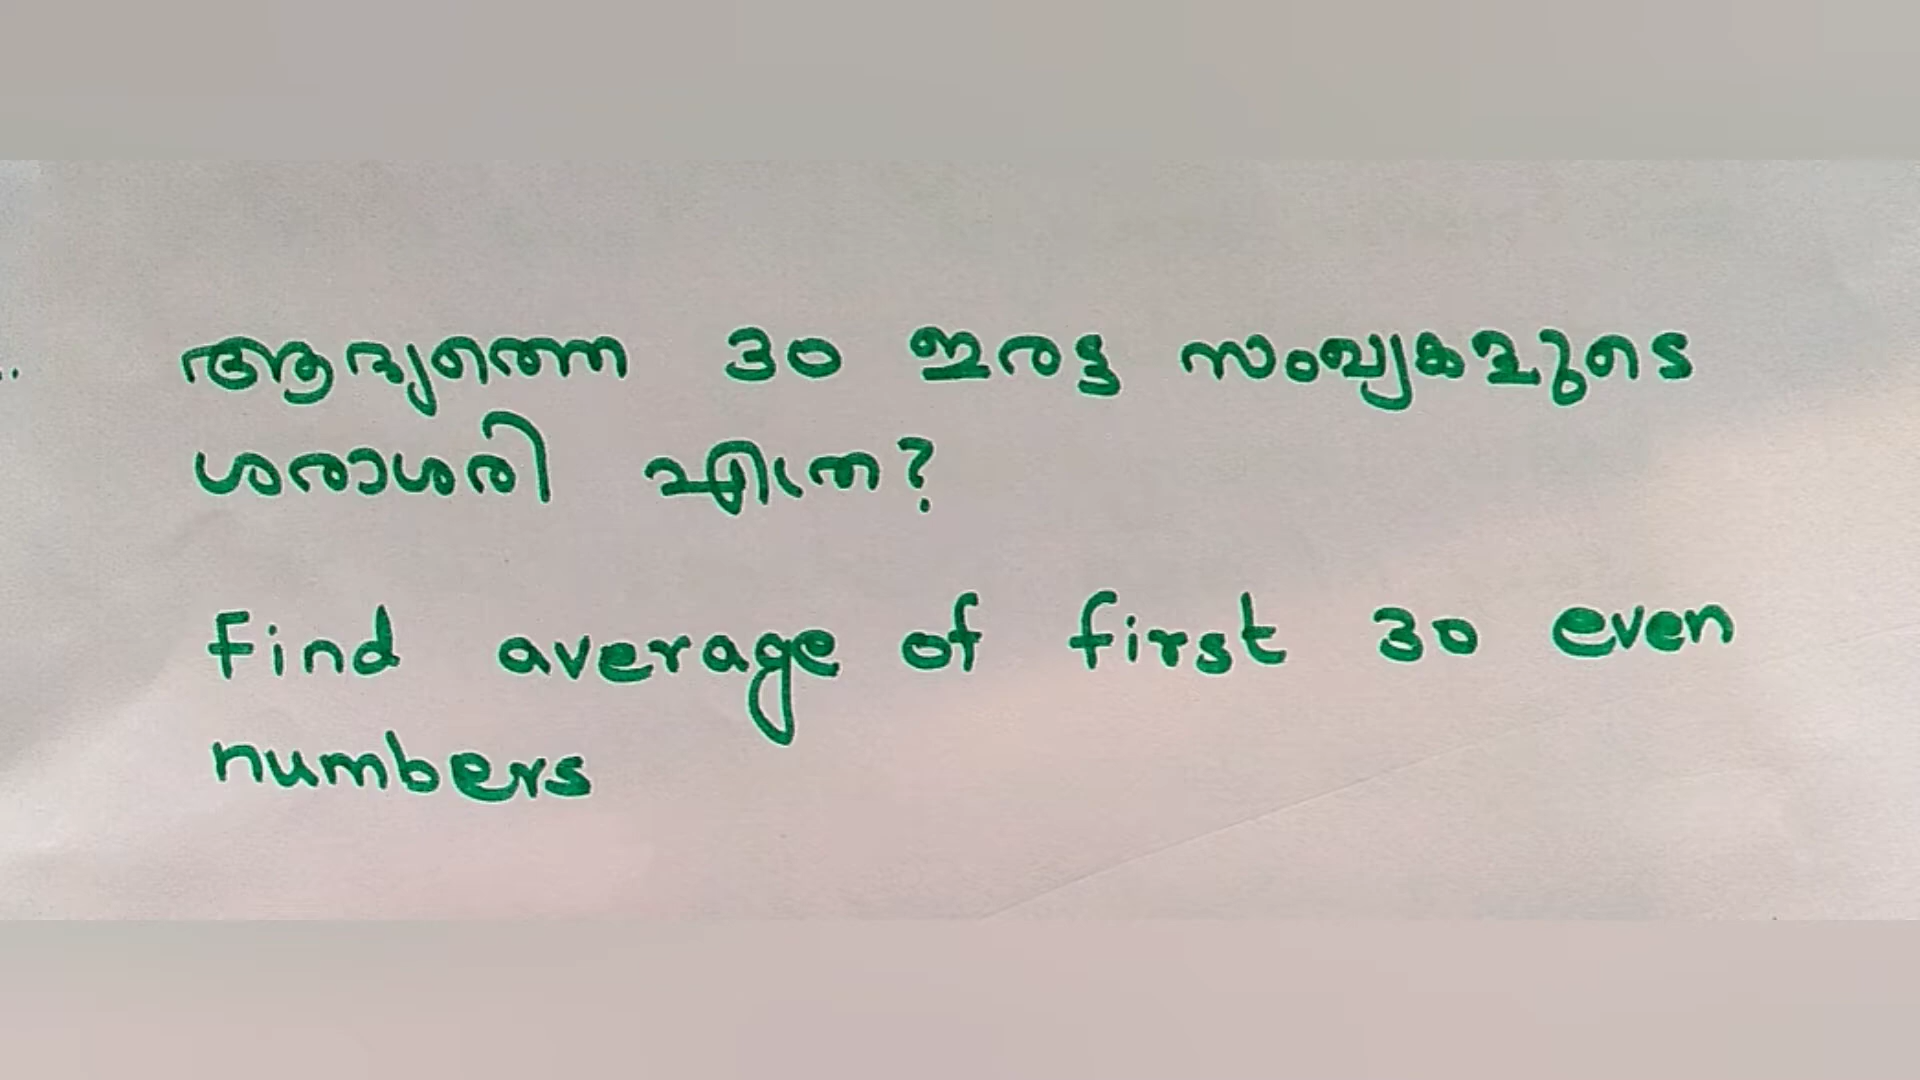 ആദ്യത്തെ 30 ഇരട്ട സംഖ്യകളുടെ
ശരാശരി എത്ര?
Find average of first 30 even
numbers